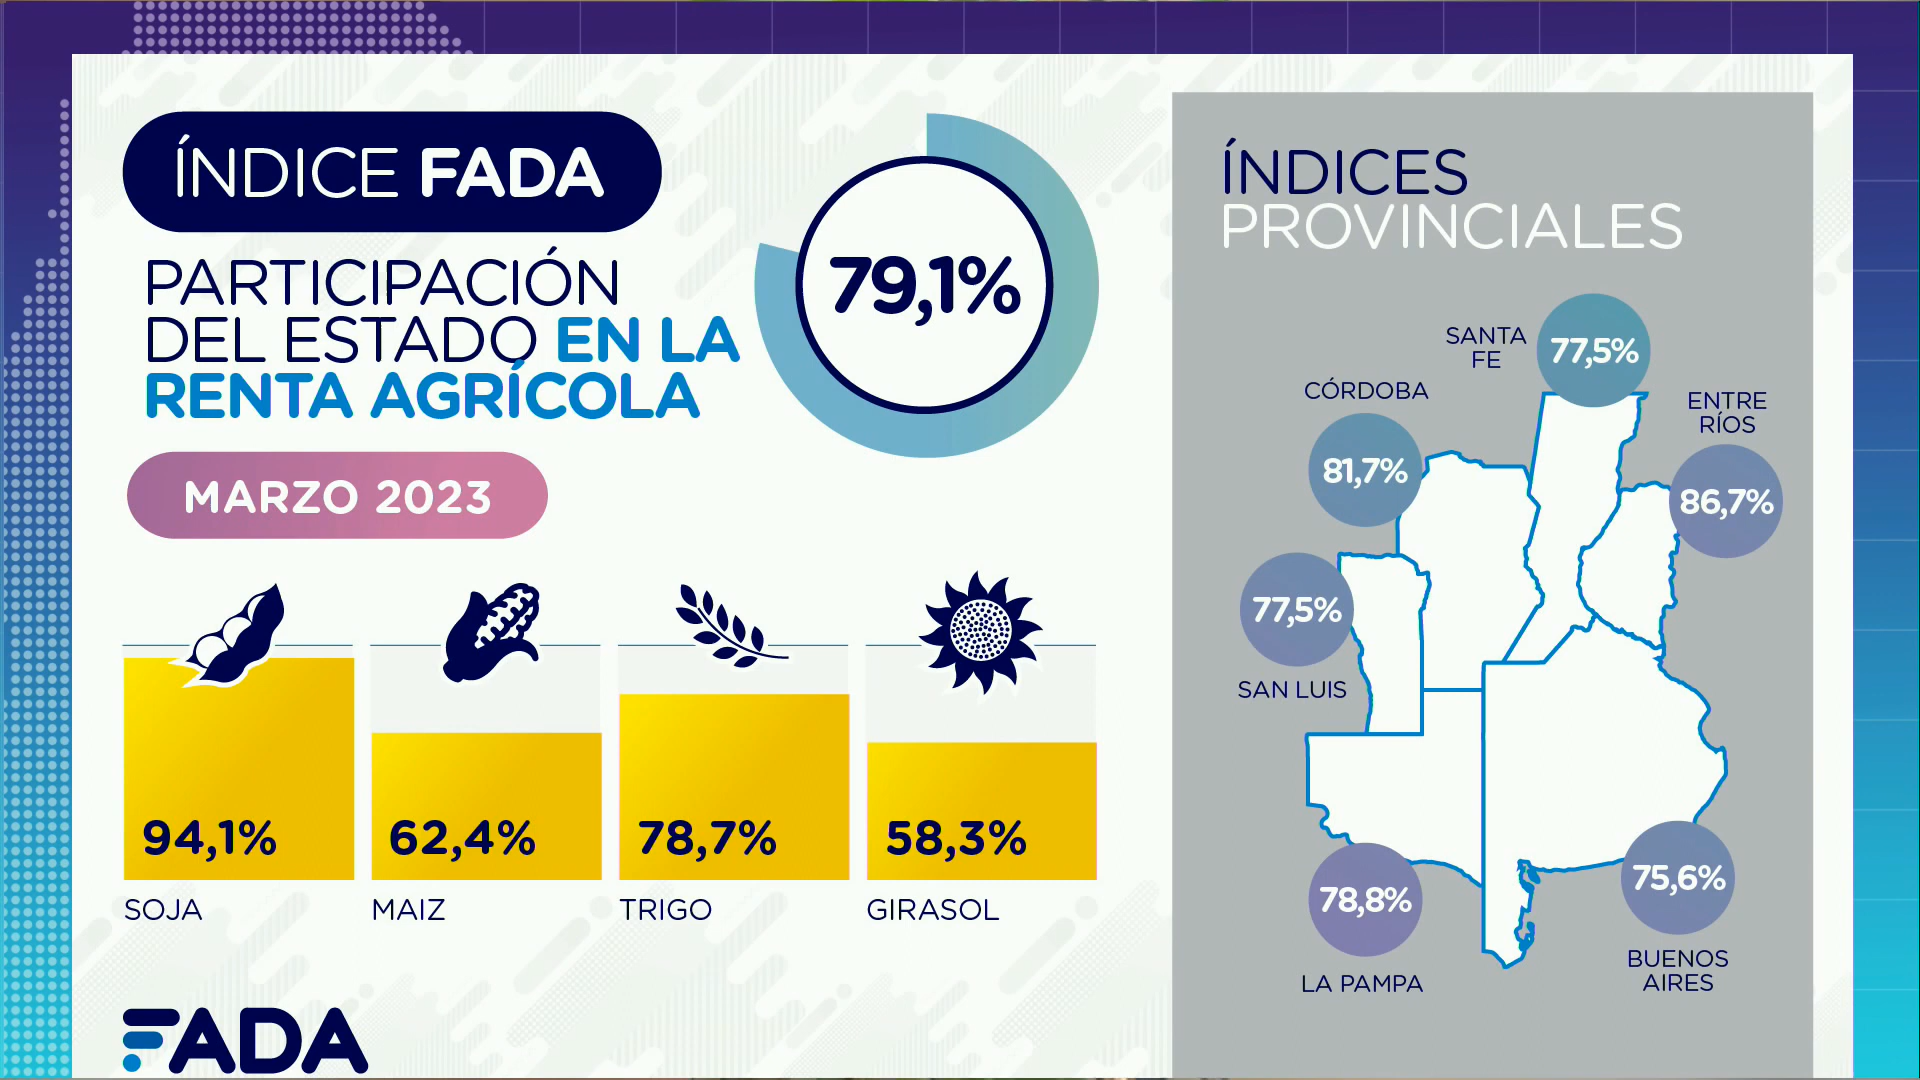 ÍNDICE FADA
PARTICIPACIÓN
DEL ESTADO EN LA
RENTA AGRÍCOLA
MARZO 2023
79,1%
94,1%
62,4%
78,7%
58,3%
SOJA
MAIZ
TRIGO
GIRASOL
FADA
ÍNDICES
PROVINCIALES
SANTA
FE
77,5%
CÓRDOBA
81,7%
ENTRE
RÍOS
86,7%
77,5%
SAN LUIS
78,8%
LA PAMPA
75,6%
BUENOS
AIRES